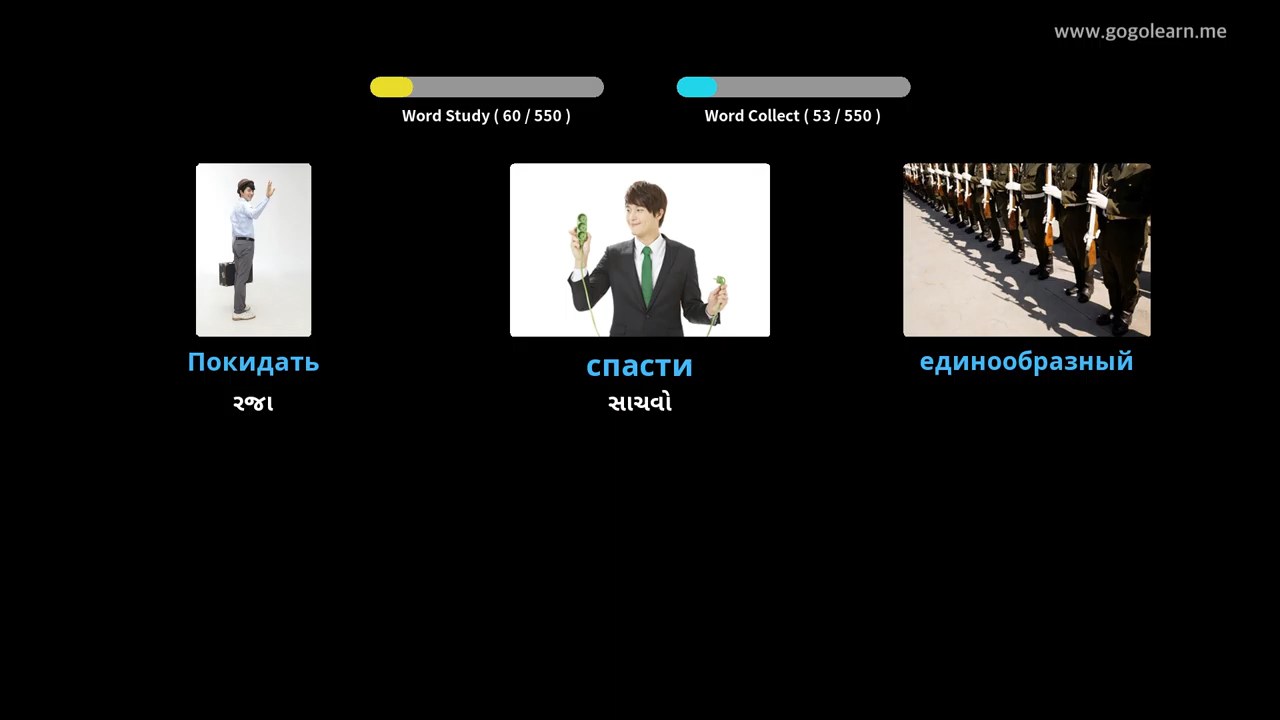 www.gogolearn.me
Word Study ( 60 / 550 )
Word Collect ( 53 / 550 )
Покидать
спасти
единообразный
રજા
સાચવો